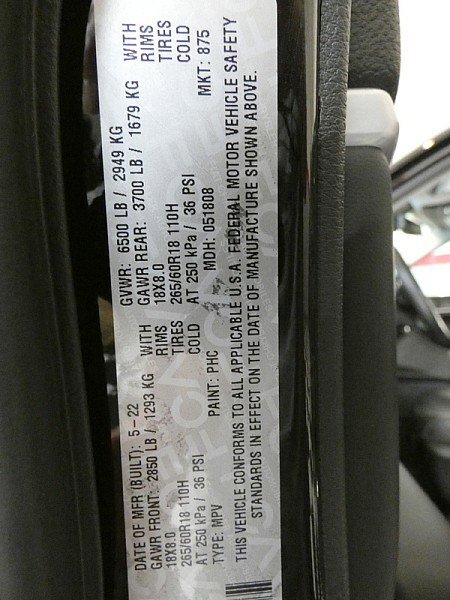 DATE OF MFR (BUILT): 5-22 GVWR: 6500 LB / 2949 KG
GAWR FRONT: 2850 LB / 1293 KG WITH GAWR REAR: 3700 LB / 1679 KG WITH
18X8.0 RIMS 18X8.0 RIMS
265/60R18 110H TIRES 265/60R18 110H TIRES
AT 250 kPa / 36 PSI COLD AT 250 kPa / 36 PSI COLD
TYPE: MPV PAINT: PHC MDH: 051808 MKT: 875
THIS VEHICLE CONFORMS TO ALL APPLICABLE U.S.A. FEDERAL MOTOR VEHICLE SAFETY
STANDARDS IN EFFECT ON THE DATE OF MANUFACTURE SHOWN ABOVE.